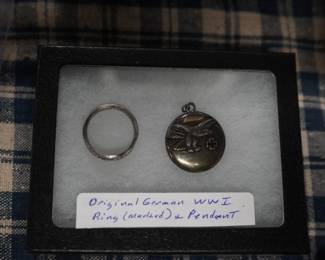 Original German WWI
Ring (marked) & Pendant